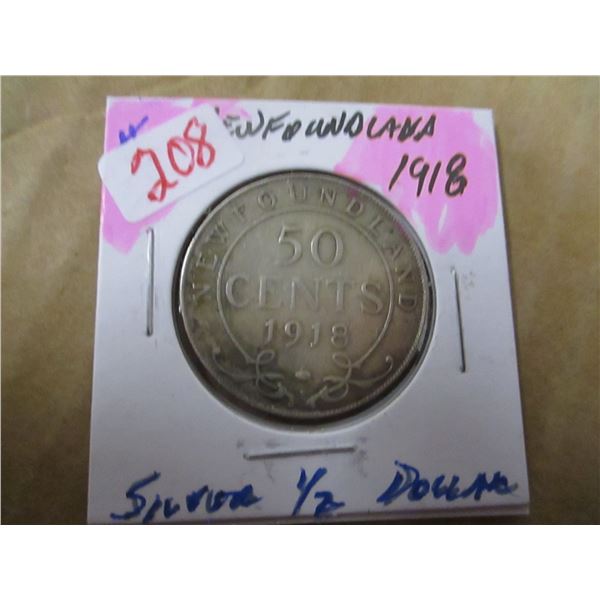 208
NEWFOUNDLAND
1918
NEWFOUNDLAND
50
CENTS
1918
SILVER 1/2 DOLLAR